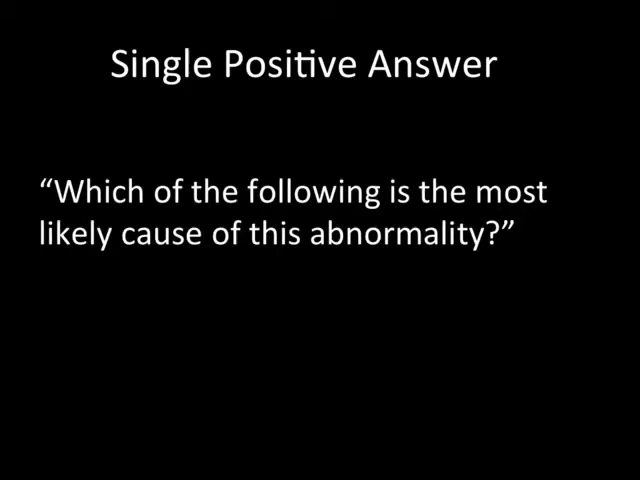 Single Positive Answer
“Which of the following is the most
likely cause of this abnormality?”